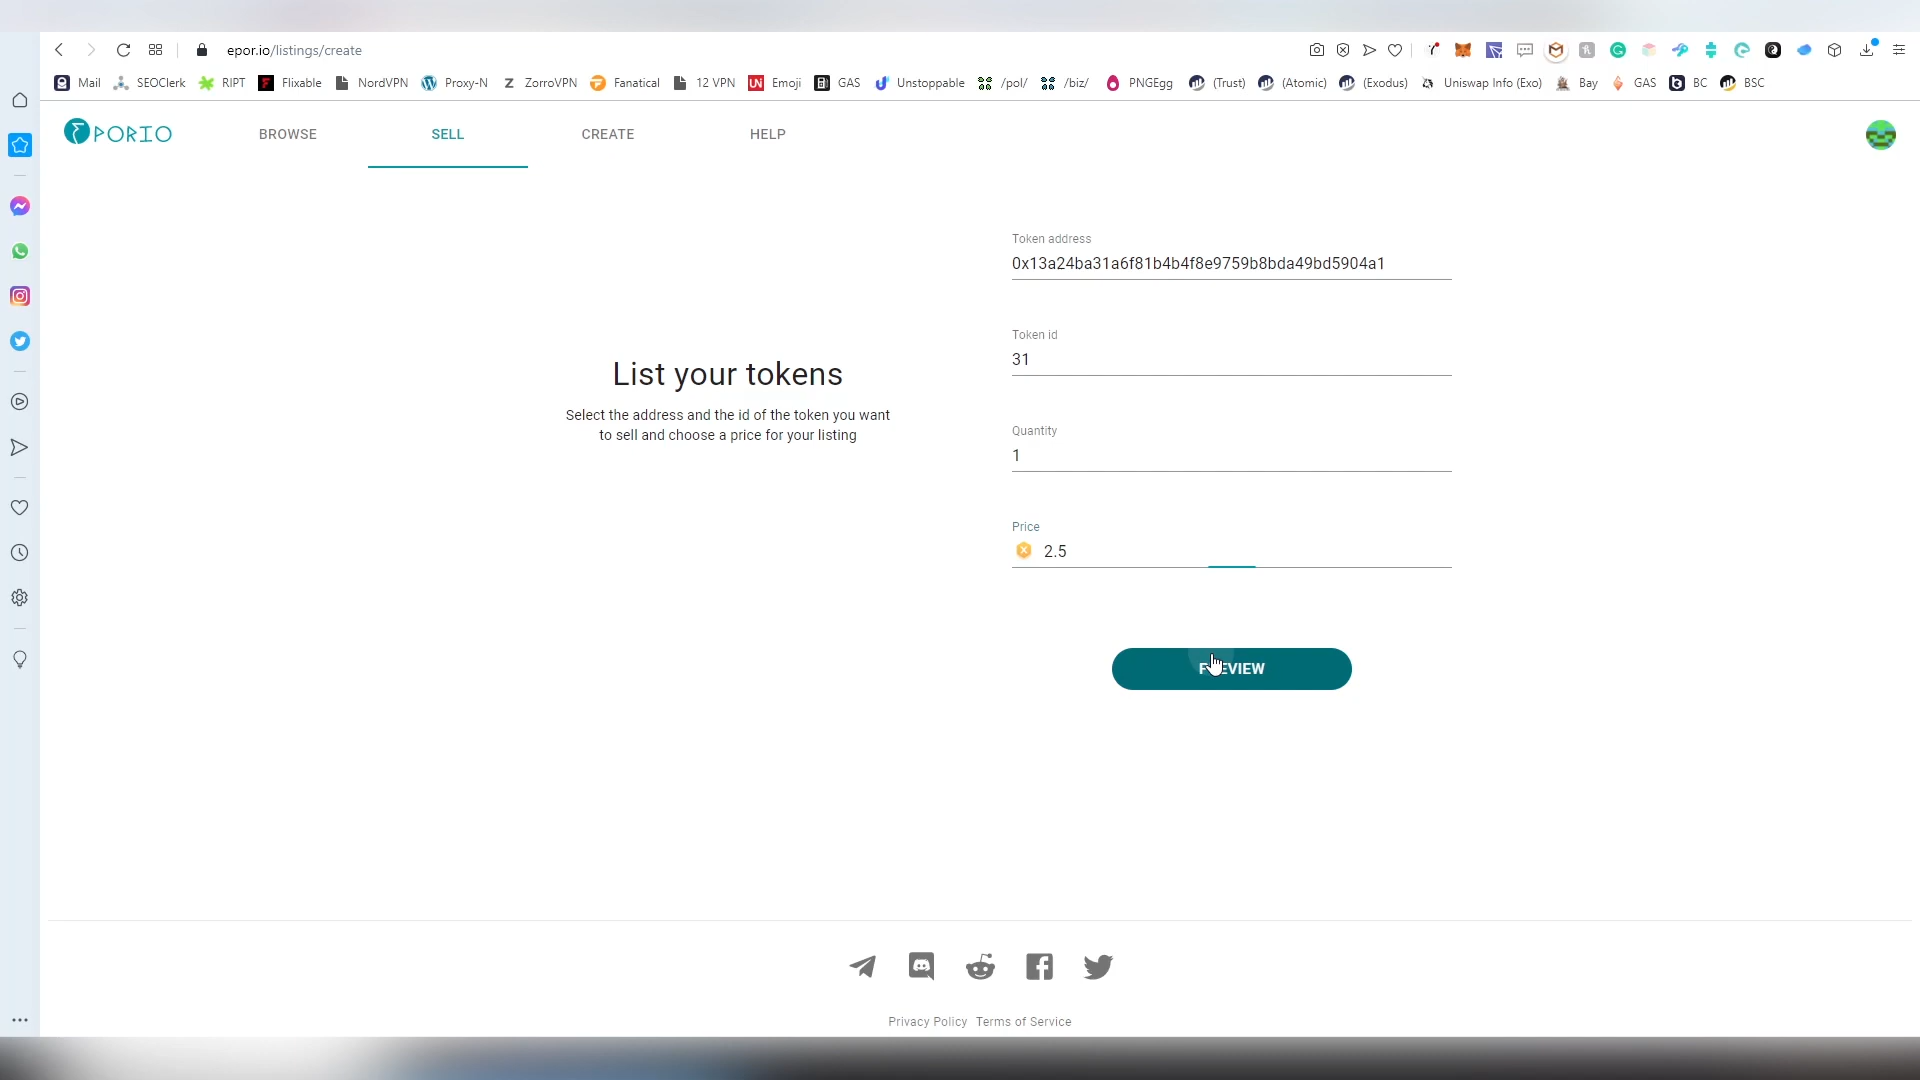 epor.io/listings/create
Mail SEOClerk RIPT Flixable NordVPN Proxy-N Z ZorroVPN Fanatical 12 VPN UN Emoji GAS Unstoppable /pol/ /biz/ PNGEgg (Trust) (Atomic) (Exodus) Uniswap Info (Exo) Bay GAS BC BSC
EPORIO BROWSE SELL CREATE HELP
Token address
0x13a24ba31a6f81b4b4f8e9759b8bda49bd5904a1
Token id
31
List your tokens
Select the address and the id of the token you want
to sell and choose a price for your listing
Quantity
1
Price
2.5
Privacy Policy Terms of Service